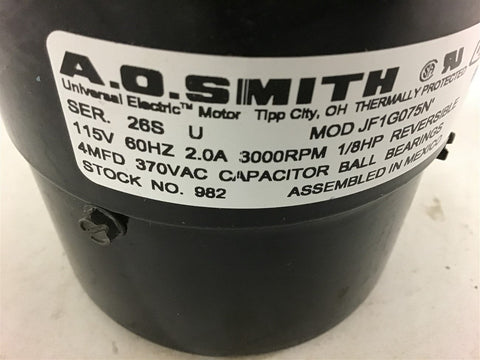 A.O.SMITH
Universal Electric™ Motor Tipp City, OH THERMALLY PROTECTED
SER. 26S U MOD JF1G075N
115V 60HZ 2.0A 3000RPM 1/8HP REVERSIBLE
4MFD 370VAC CAPACITOR BALL BEARINGS
STOCK NO. 982 ASSEMBLED IN MEXICO